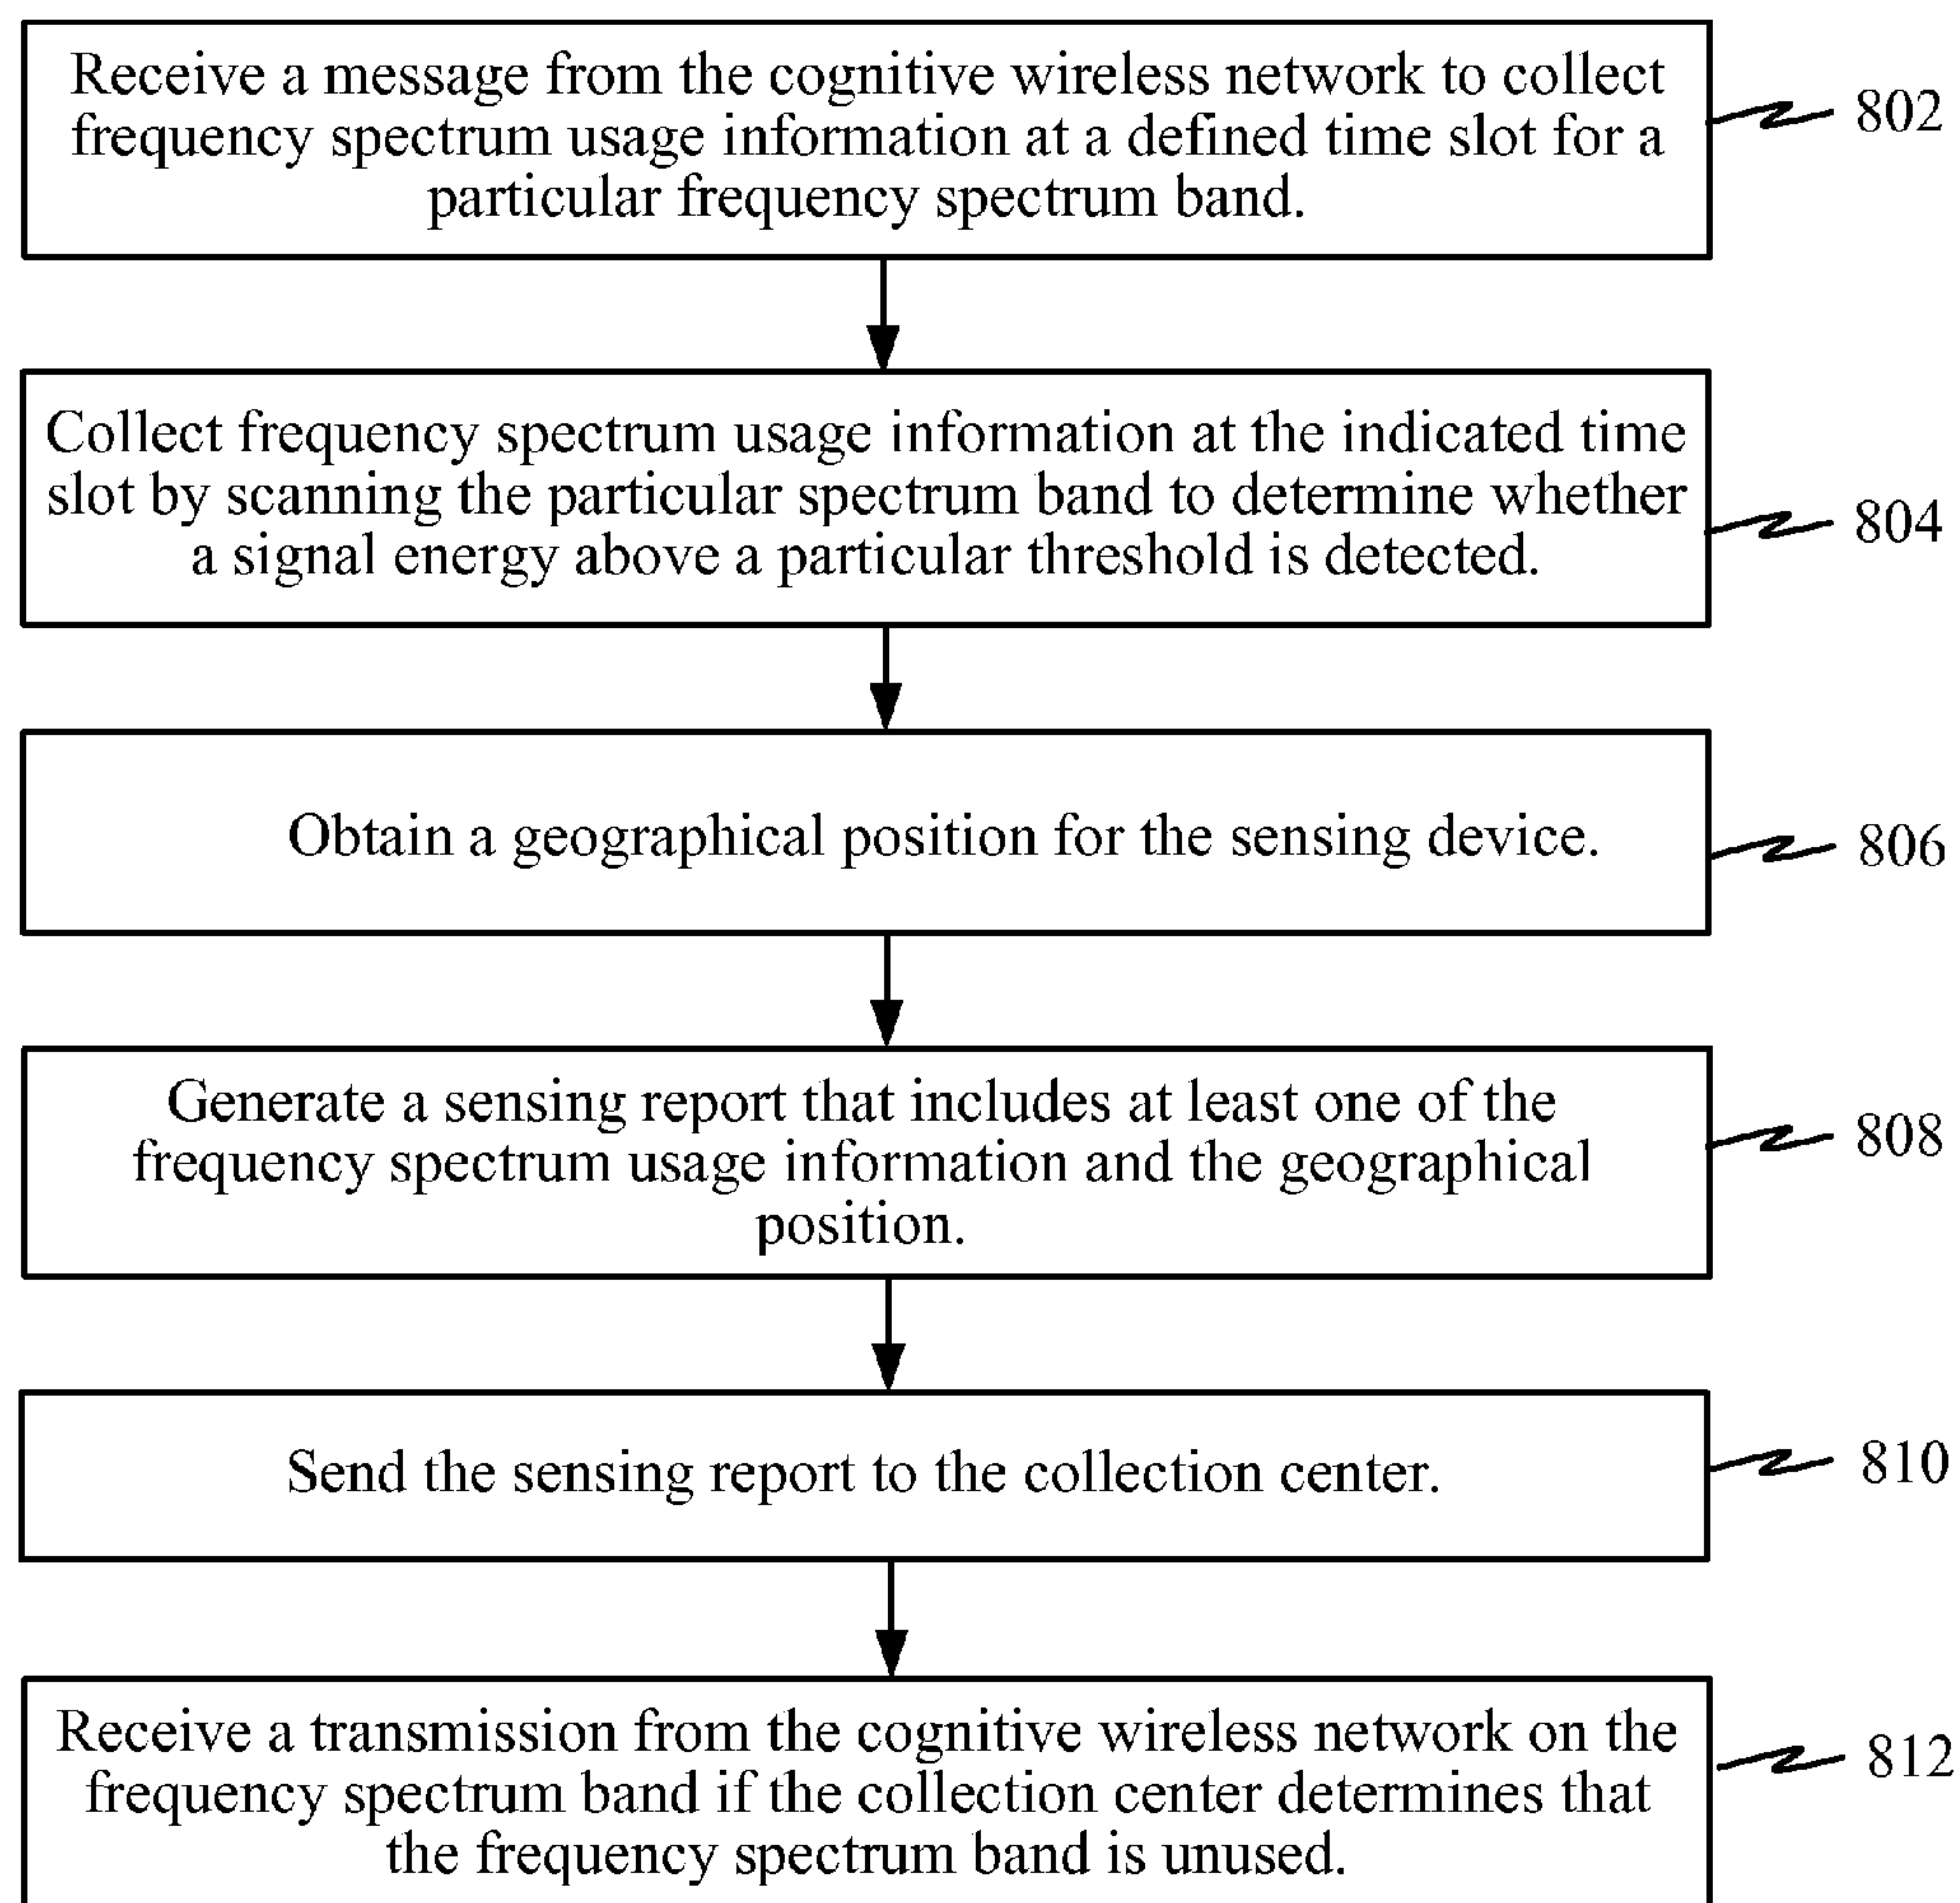 Receive a message from the cognitive wireless network to collect
frequency spectrum usage information at a defined time slot for a
particular frequency spectrum band.
802
Collect frequency spectrum usage information at the indicated time
slot by scanning the particular spectrum band to determine whether
a signal energy above a particular threshold is detected.
804
Obtain a geographical position for the sensing device.
806
Generate a sensing report that includes at least one of the
frequency spectrum usage information and the geographical
position.
808
Send the sensing report to the collection center.
810
Receive a transmission from the cognitive wireless network on the
frequency spectrum band if the collection center determines that
the frequency spectrum band is unused.
812